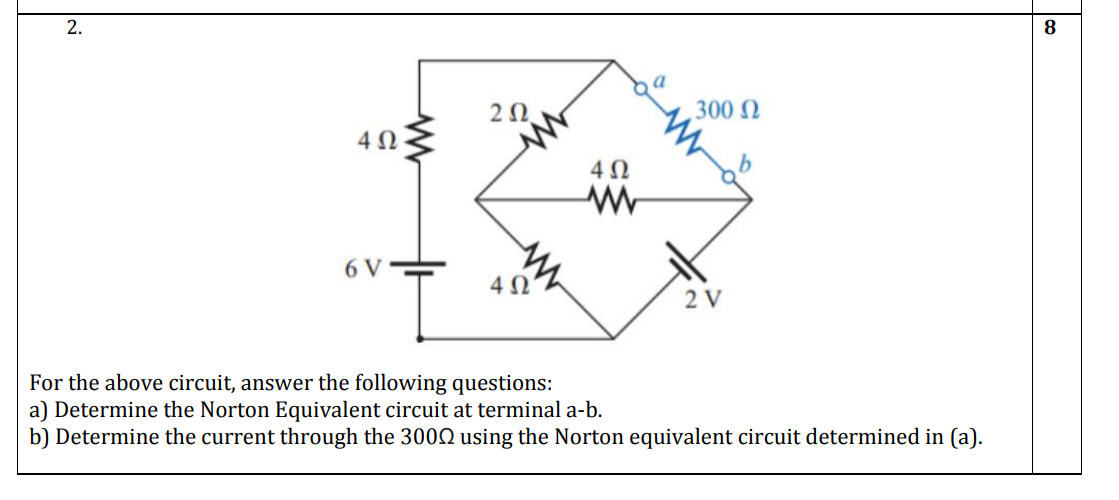 2.
8
a
2 Ω
300 Ω
4 Ω
4 Ω
b
6 V
4 Ω
2 V
For the above circuit, answer the following questions:
a) Determine the Norton Equivalent circuit at terminal a-b.
b) Determine the current through the 300Ω using the Norton equivalent circuit determined in (a).